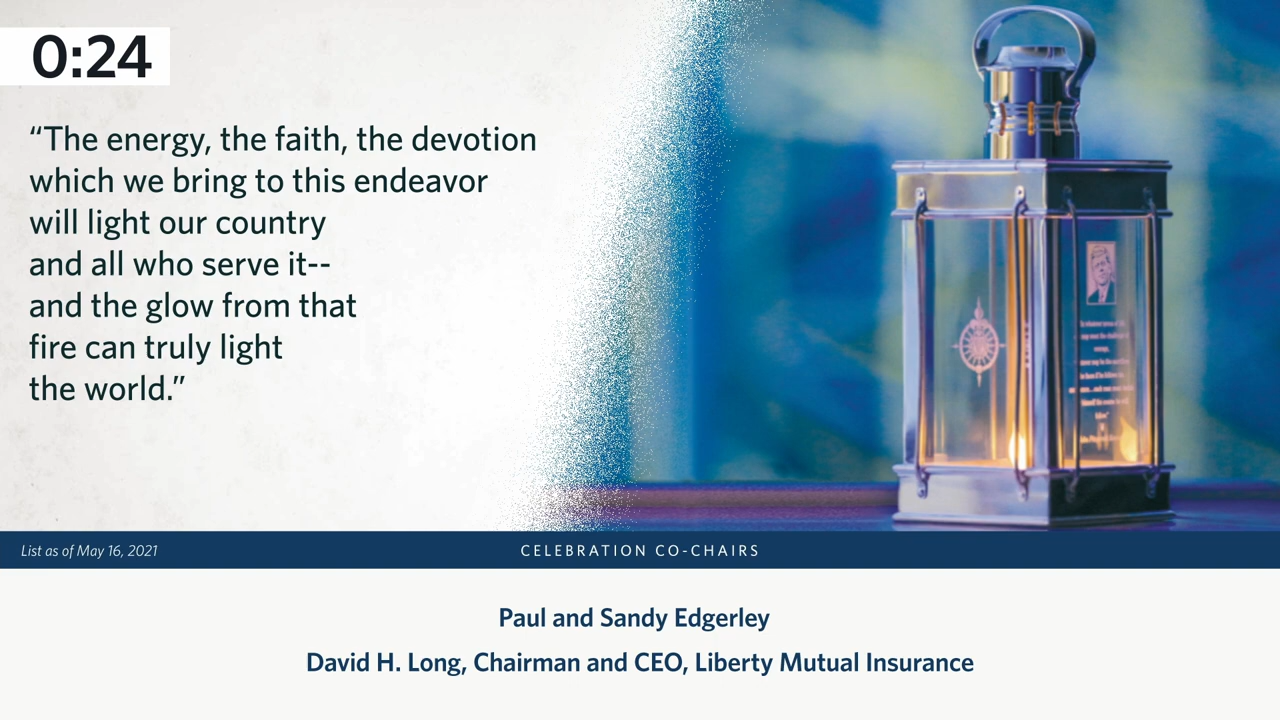 0:24
“The energy, the faith, the devotion
which we bring to this endeavor
will light our country
and all who serve it--
and the glow from that
fire can truly light
the world.”
List as of May 16, 2021
CELEBRATION CO-CHAIRS
Paul and Sandy Edgerley
David H. Long, Chairman and CEO, Liberty Mutual Insurance